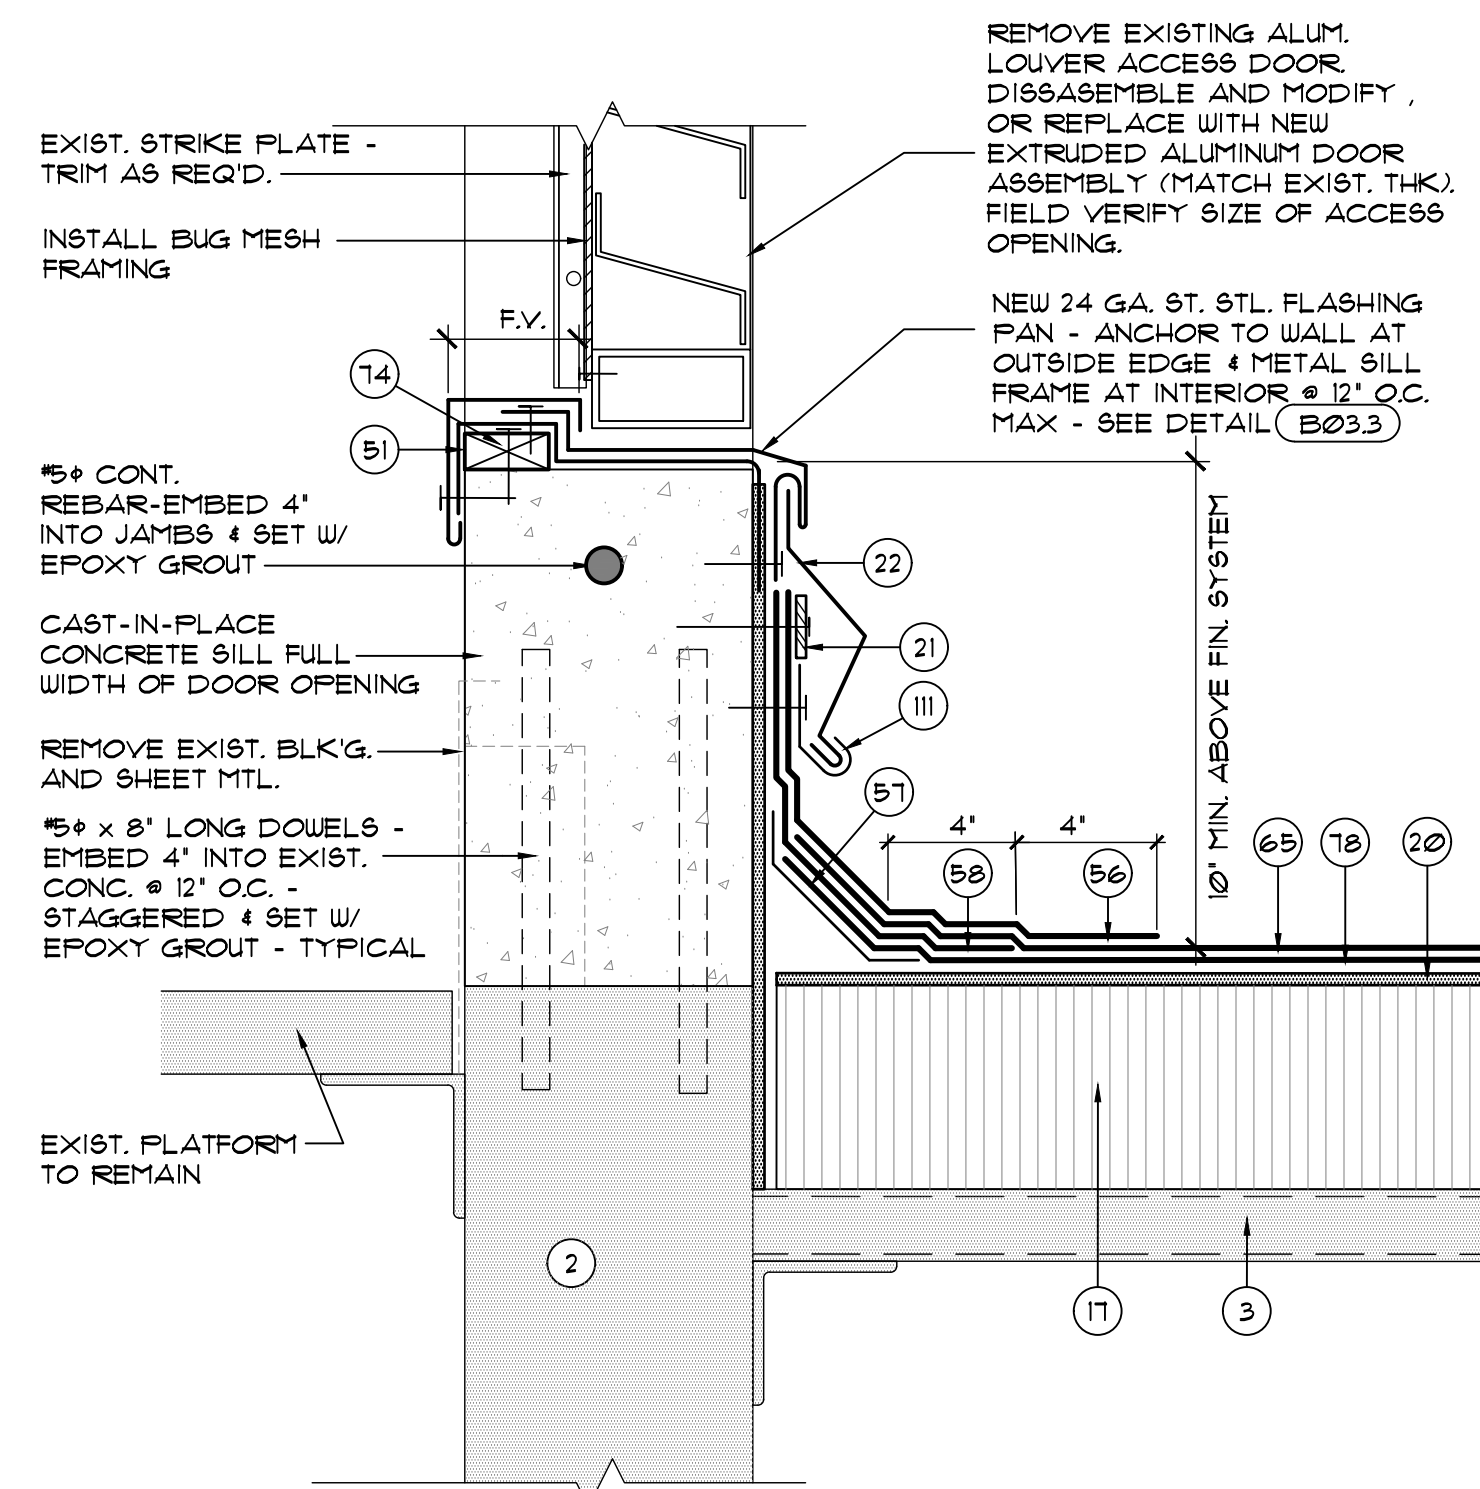 REMOVE EXISTING ALUM.
LOUVER ACCESS DOOR.
DISSASEMBLE AND MODIFY ,
OR REPLACE WITH NEW
EXTRUDED ALUMINUM DOOR
ASSEMBLY (MATCH EXIST. THK).
FIELD VERIFY SIZE OF ACCESS
OPENING.
EXIST. STRIKE PLATE -
TRIM AS REQ'D.
INSTALL BUG MESH
FRAMING
F.V.
NEW 24 GA. ST. STL. FLASHING
PAN - ANCHOR TO WALL AT
OUTSIDE EDGE & METAL SILL
FRAME AT INTERIOR @ 12" O.C.
MAX - SEE DETAIL BØ3.3
74
51
#5ϕ CONT.
REBAR-EMBED 4"
INTO JAMBS & SET W/
EPOXY GROUT
CAST-IN-PLACE
CONCRETE SILL FULL
WIDTH OF DOOR OPENING
REMOVE EXIST. BLK'G.
AND SHEET MTL.
#5ϕ x 8" LONG DOWELS -
EMBED 4" INTO EXIST.
CONC. @ 12" O.C. -
STAGGERED & SET W/
EPOXY GROUT - TYPICAL
EXIST. PLATFORM
TO REMAIN
22
21
111
57
4"
4"
58
56
1Ø" MIN. ABOVE FIN. SYSTEM
65
78
2Ø
2
17
3